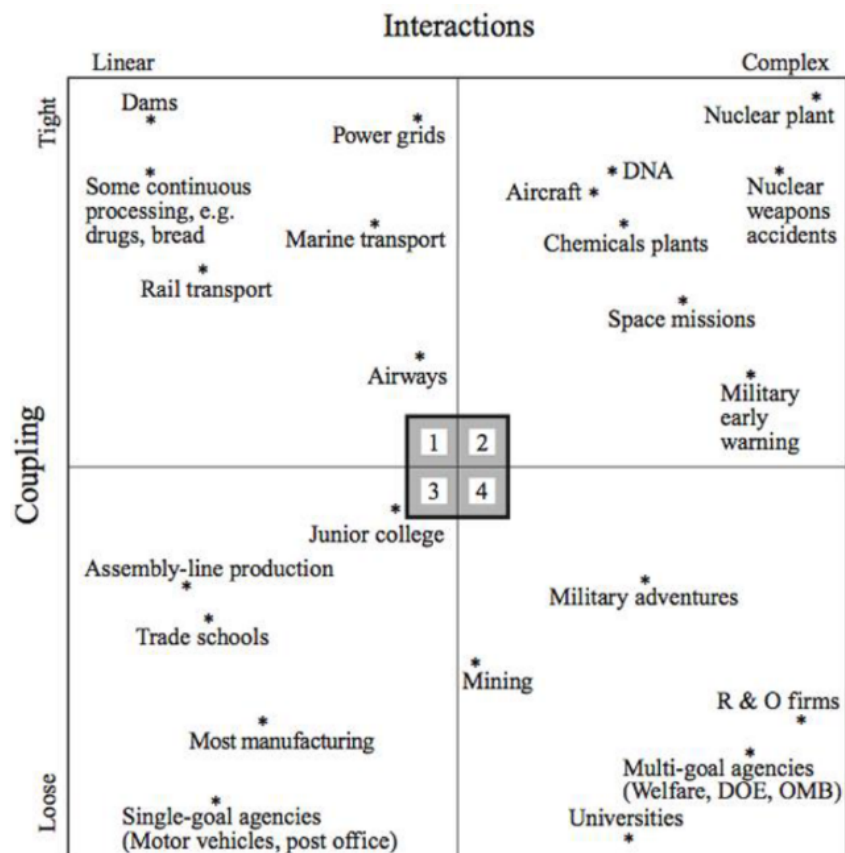 Interactions
Linear
Complex
Tight
Coupling
Loose
Dams
*
Power grids
*
Some continuous
processing, e.g.
drugs, bread
*
Marine transport
*
Rail transport
*
Airways
*
Nuclear plant
*
* DNA
Aircraft *
*
Nuclear
weapons
accidents
*
Chemicals plants
*
Space missions
*
Military
early
warning
1 2
3 4
*
Junior college
Assembly-line production
*
*
Trade schools
*
Most manufacturing
*
Single-goal agencies
(Motor vehicles, post office)
*
Military adventures
*
Mining
R & O firms
*
*
Multi-goal agencies
(Welfare, DOE, OMB)
Universities
*